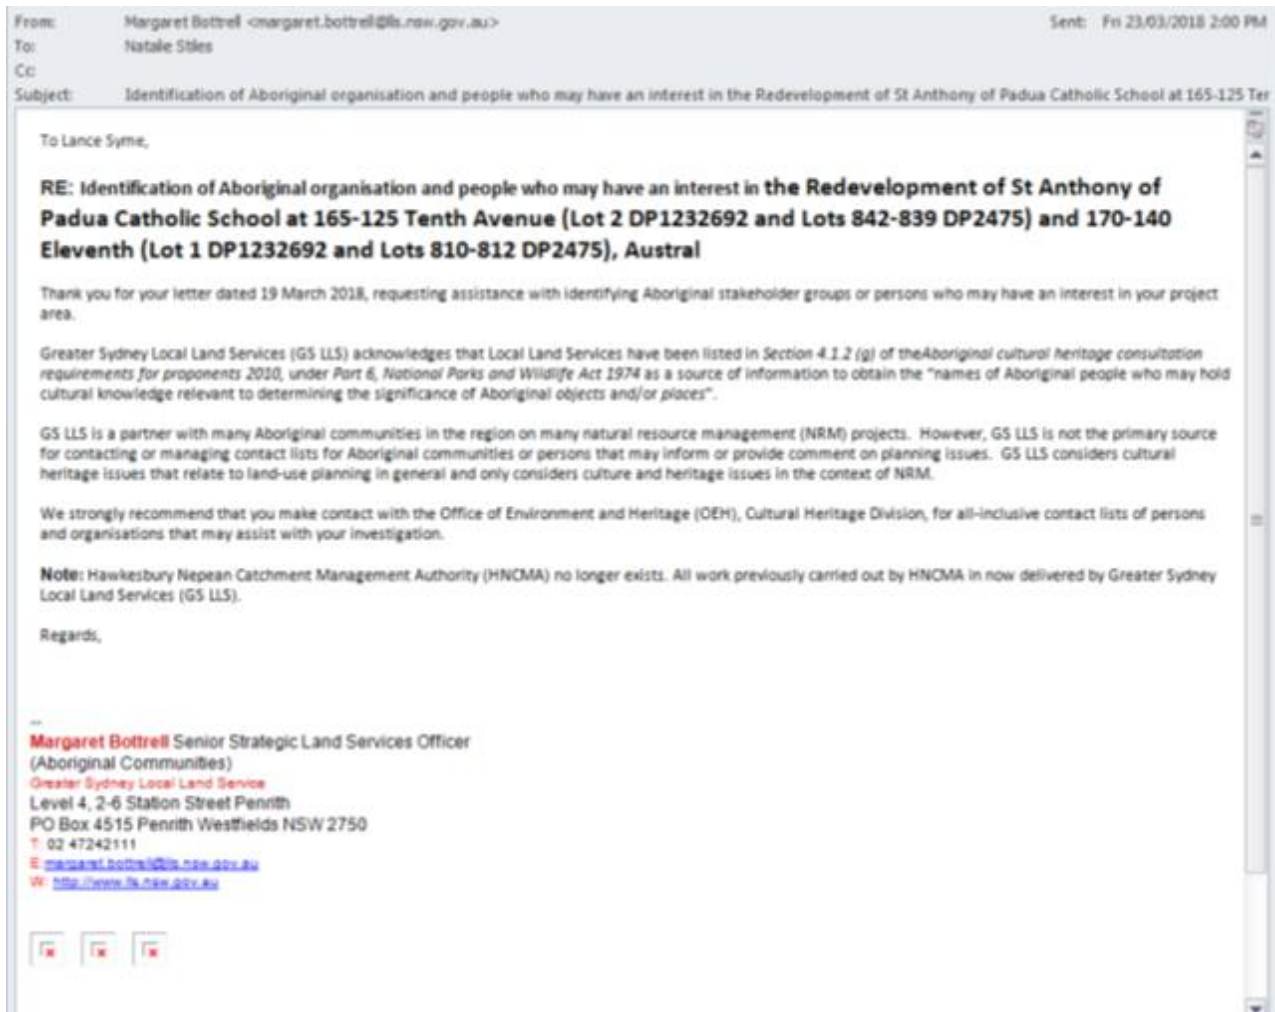 From: Margaret Bottrell <margaret.bottrell@lls.nsw.gov.au> Sent: Fri 23/03/2018 2:00 PM
To: Natalie Stiles
Cc:
Subject: Identification of Aboriginal organisation and people who may have an interest in the Redevelopment of St Anthony of Padua Catholic School at 165-125 Ter
To Lance Syme,
RE: Identification of Aboriginal organisation and people who may have an interest in the Redevelopment of St Anthony of
Padua Catholic School at 165-125 Tenth Avenue (Lot 2 DP1232692 and Lots 842-839 DP2475) and 170-140
Eleventh (Lot 1 DP1232692 and Lots 810-812 DP2475), Austral
Thank you for your letter dated 19 March 2018, requesting assistance with identifying Aboriginal stakeholder groups or persons who may have an interest in your project
area.
Greater Sydney Local Land Services (GS LLS) acknowledges that Local Land Services have been listed in Section 4.1.2 (g) of theAboriginal cultural heritage consultation
requirements for proponents 2010, under Part 6, National Parks and Wildlife Act 1974 as a source of information to obtain the "names of Aboriginal people who may hold
cultural knowledge relevant to determining the significance of Aboriginal objects and/or places".
GS LLS is a partner with many Aboriginal communities in the region on many natural resource management (NRM) projects. However, GS LLS is not the primary source
for contacting or managing contact lists for Aboriginal communities or persons that may inform or provide comment on planning issues. GS LLS considers cultural
heritage issues that relate to land-use planning in general and only considers culture and heritage issues in the context of NRM.
We strongly recommend that you make contact with the Office of Environment and Heritage (OEH), Cultural Heritage Division, for all-inclusive contact lists of persons
and organisations that may assist with your investigation.
Note: Hawkesbury Nepean Catchment Management Authority (HNCMA) no longer exists. All work previously carried out by HNCMA in now delivered by Greater Sydney
Local Land Services (GS LLS).
Regards,
--
Margaret Bottrell Senior Strategic Land Services Officer
(Aboriginal Communities)
Greater Sydney Local Land Service
Level 4, 2-6 Station Street Penrith
PO Box 4515 Penrith Westfields NSW 2750
T: 02 47242111
E: margaret.bottrell@lls.nsw.gov.au
W: http://www.lls.nsw.gov.au